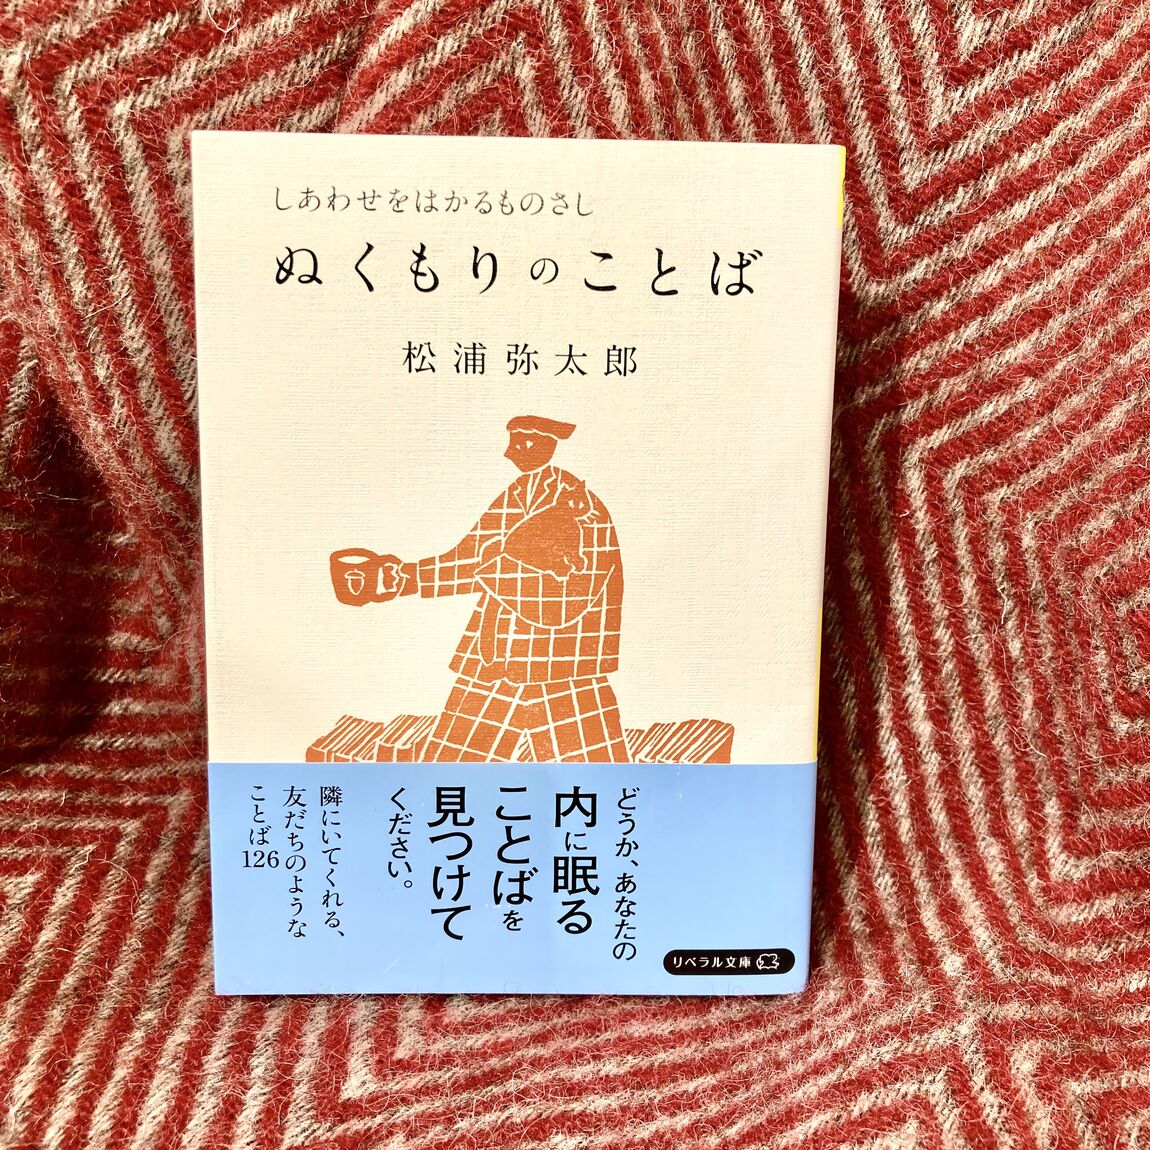 しあわせをはかるものさし
ぬくもりのことば
松浦弥太郎
どうか、あなたの
内に眠る
ことばを
見つけて
ください。
隣にいてくれる、
友だちのような
ことば126
リベラル文庫